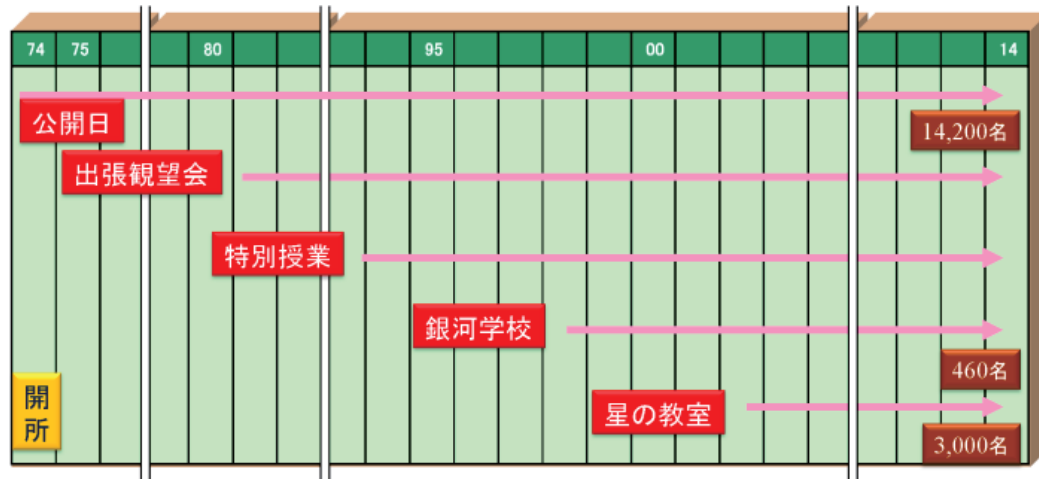 74 75 80 95 00 14
公開日
14,200名
出張観望会
特別授業
銀河学校
460名
開所
星の教室
3,000名